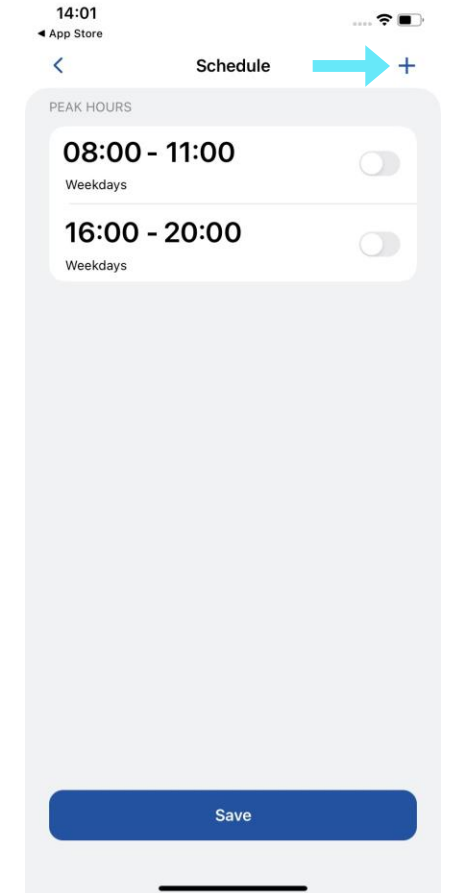 14:01
◀ App Store
Schedule
PEAK HOURS
08:00 - 11:00
Weekdays
16:00 - 20:00
Weekdays
Save